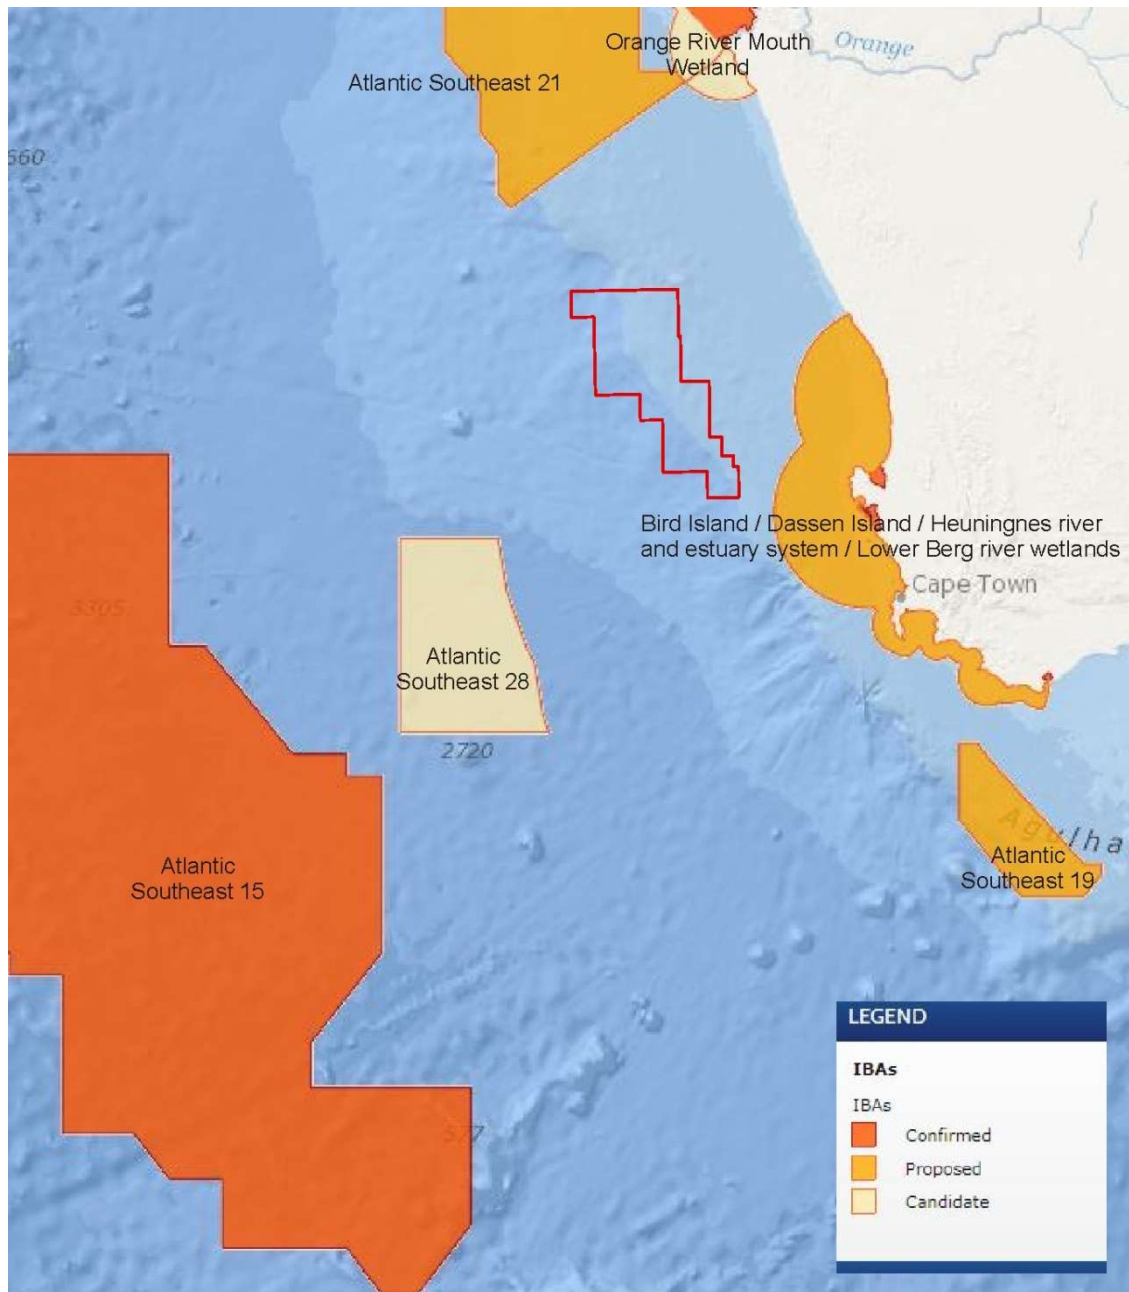 Orange River Mouth
Wetland
Orange
Atlantic Southeast 21
Bird Island / Dassen Island / Heuningnes river
and estuary system / Lower Berg river wetlands
Cape Town
3305
Atlantic
Southeast 28
2720
Atlantic
Southeast 15
Agulha
Atlantic
Southeast 19
577
LEGEND
IBAs
IBAs
Confirmed
Proposed
Candidate